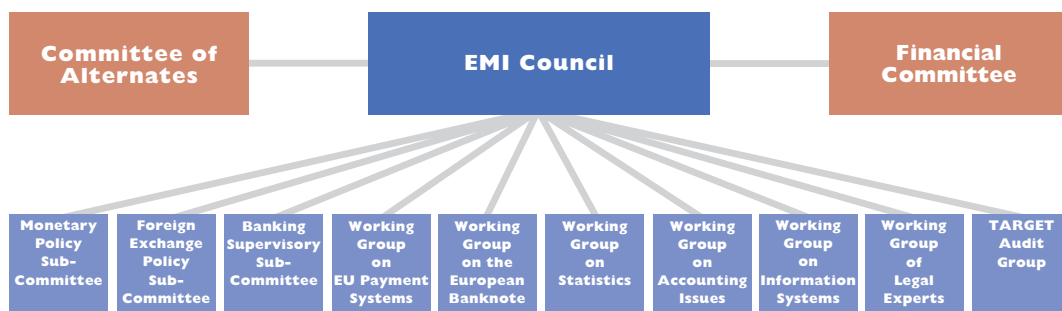 Committee of
Alternates
EMI Council
Financial
Committee
Monetary
Policy
Sub-
Committee
Foreign
Exchange
Policy
Sub-
Committee
Banking
Supervisory
Sub-
Committee
Working
Group
on
EU Payment
Systems
Working
Group
on the
European
Banknote
Working
Group
on
Statistics
Working
Group
on
Accounting
Issues
Working
Group
on
Information
Systems
Working
Group
of
Legal
Experts
TARGET
Audit
Group